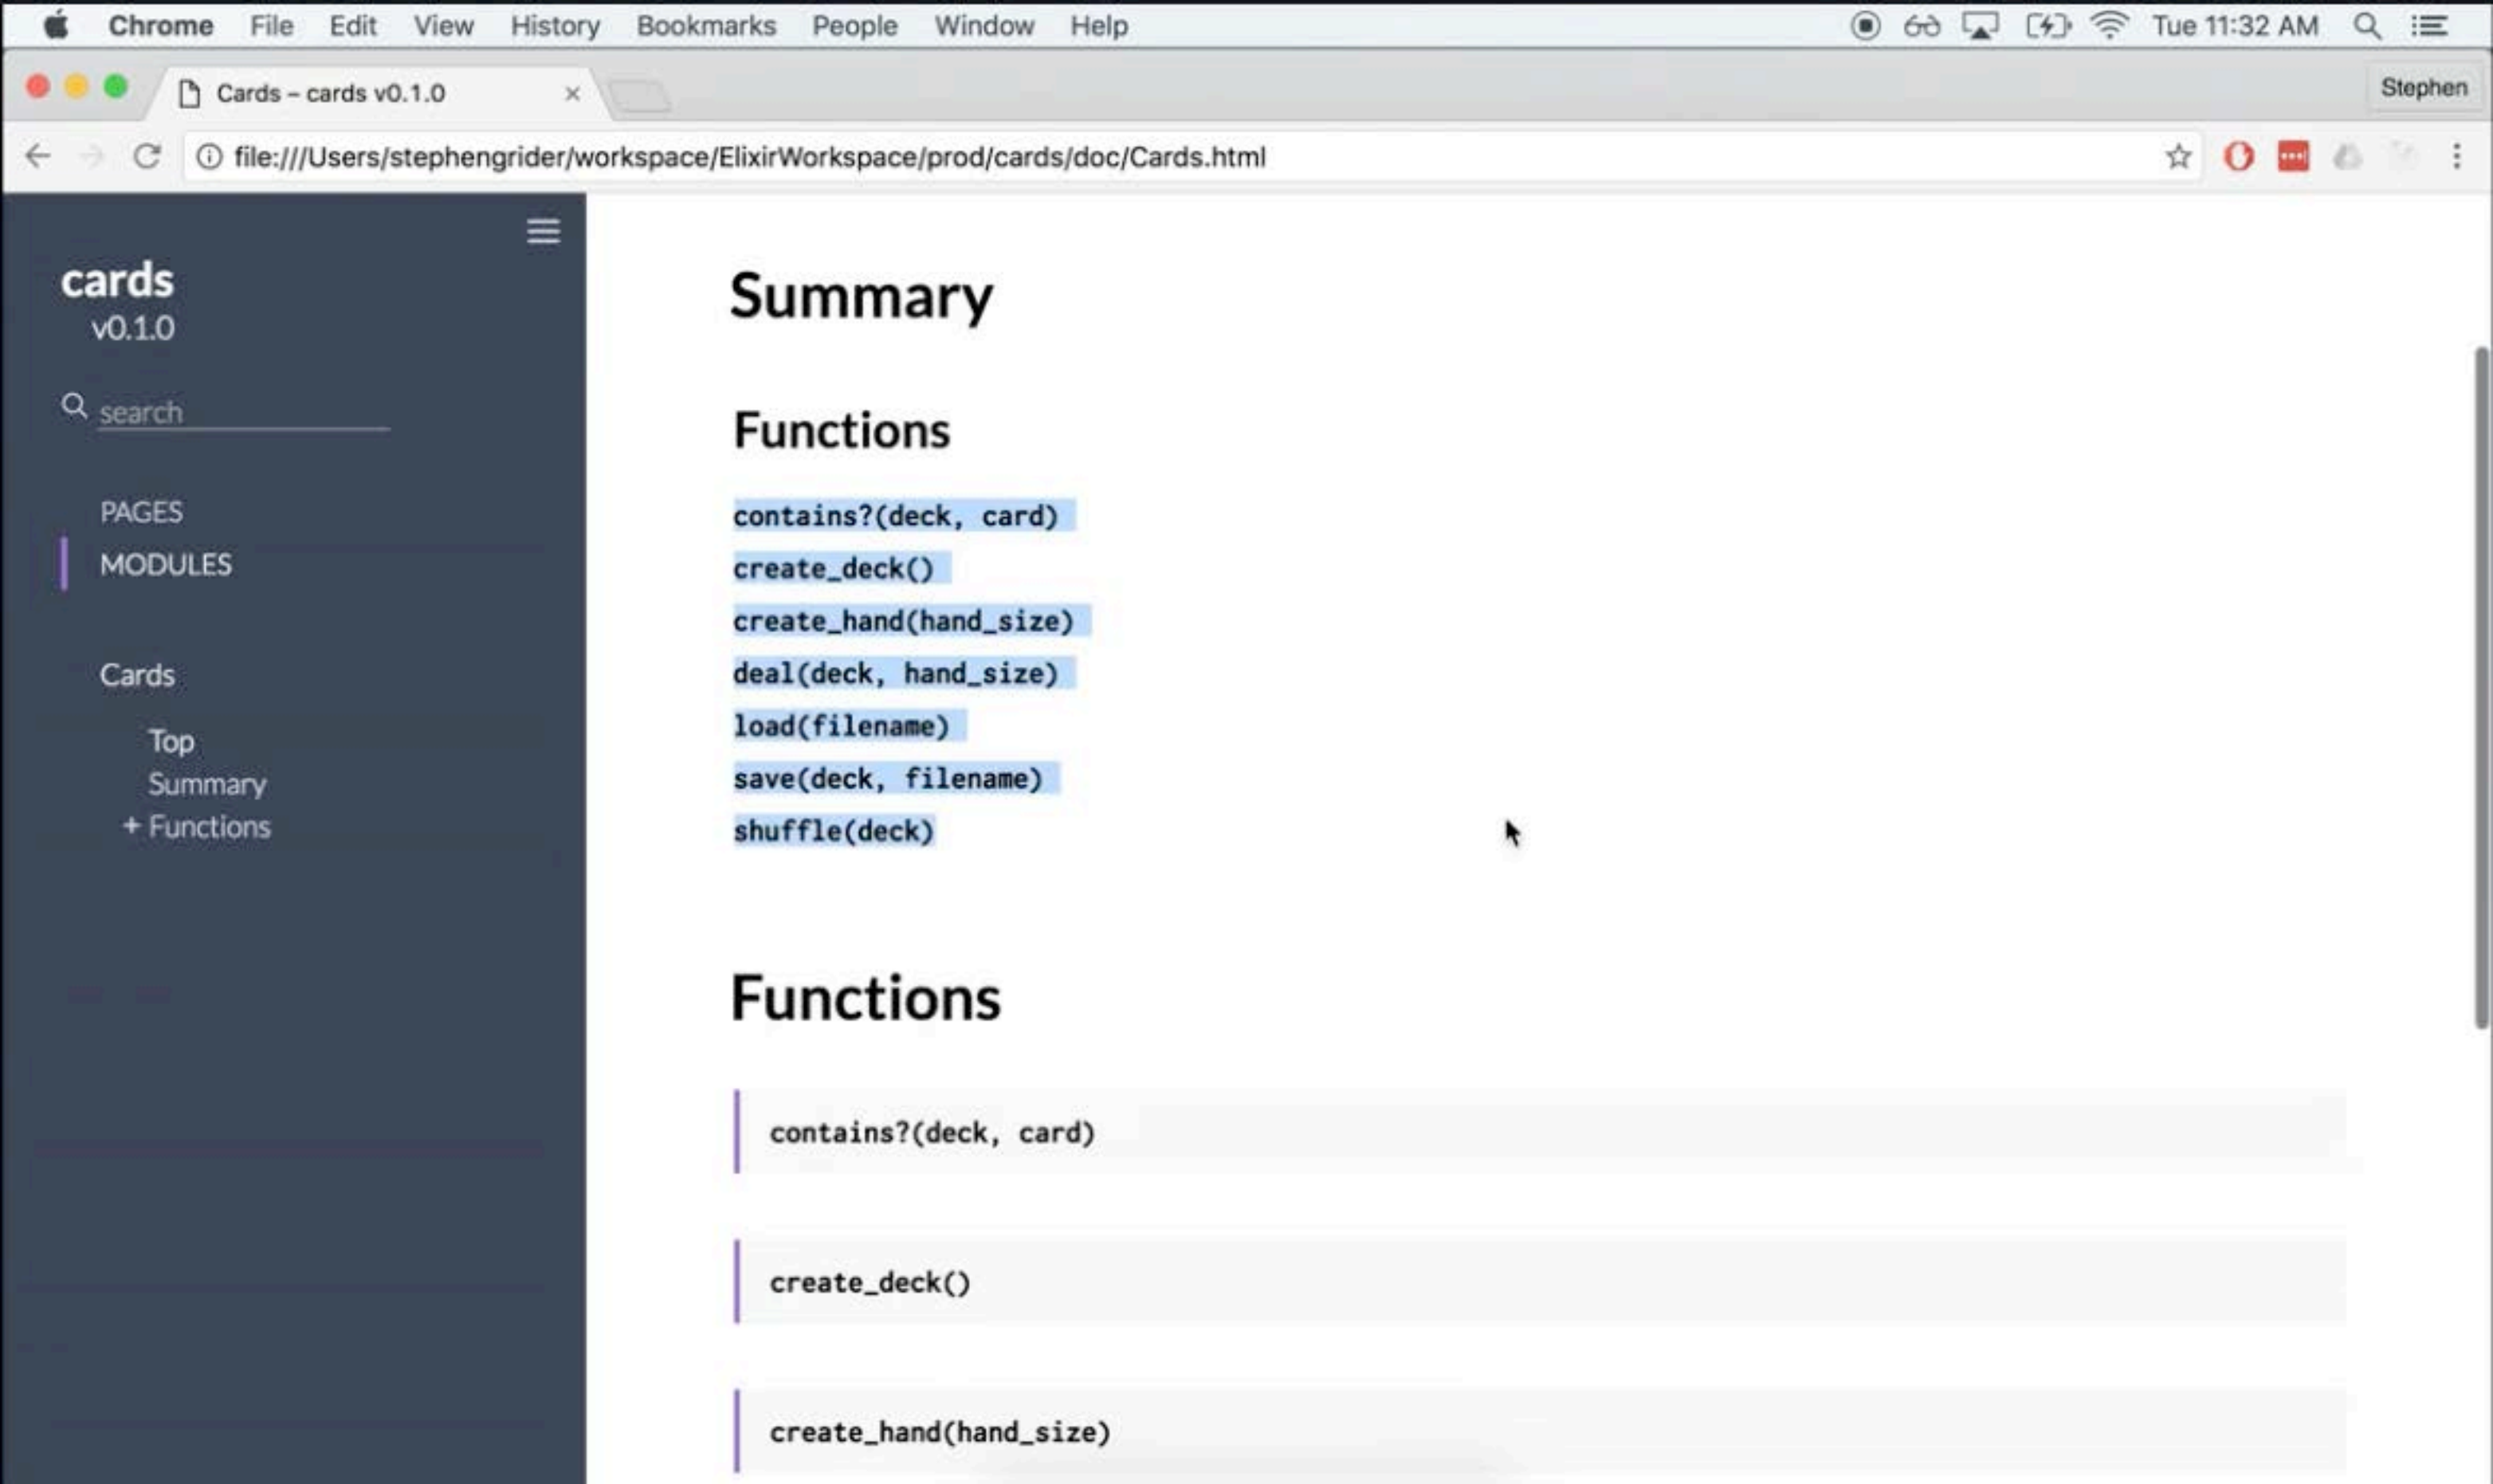 Chrome File Edit View History Bookmarks People Window Help Tue 11:32 AM
Cards – cards v0.1.0 Stephen
file:///Users/stephengrider/workspace/ElixirWorkspace/prod/cards/doc/Cards.html
cards
v0.1.0
search
PAGES
MODULES
Cards
Top
Summary
+ Functions
Summary
Functions
contains?(deck, card)
create_deck()
create_hand(hand_size)
deal(deck, hand_size)
load(filename)
save(deck, filename)
shuffle(deck)
Functions
contains?(deck, card)
create_deck()
create_hand(hand_size)